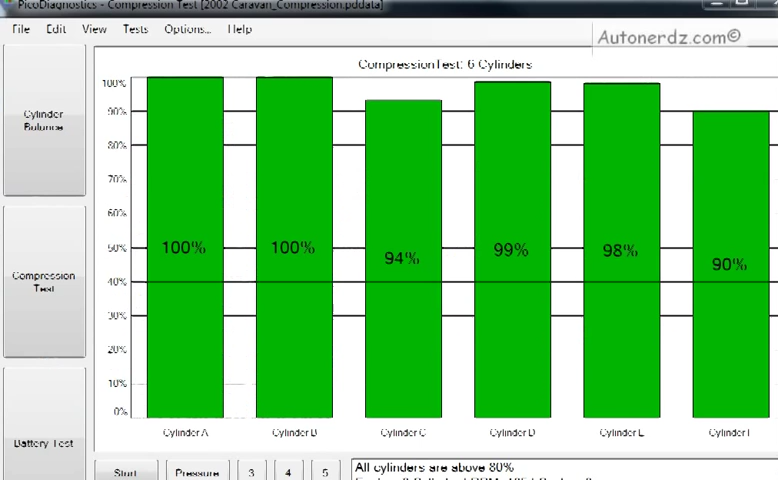 PicoDiagnostics - Compression Test [2002 Caravan_Compression.pddata]
File Edit View Tests Options... Help
Autonerdz.com©
CompressionTest: 6 Cylinders
Cylinder
Balance
Compression
Test
Battery Test
100%
90%
80%
70%
60%
50%
40%
30%
20%
10%
0%
100% 100% 94% 99% 98% 90%
Cylinder A Cylinder B Cylinder C Cylinder D Cylinder E Cylinder
Start Pressure 3 4 5
All cylinders are above 80%